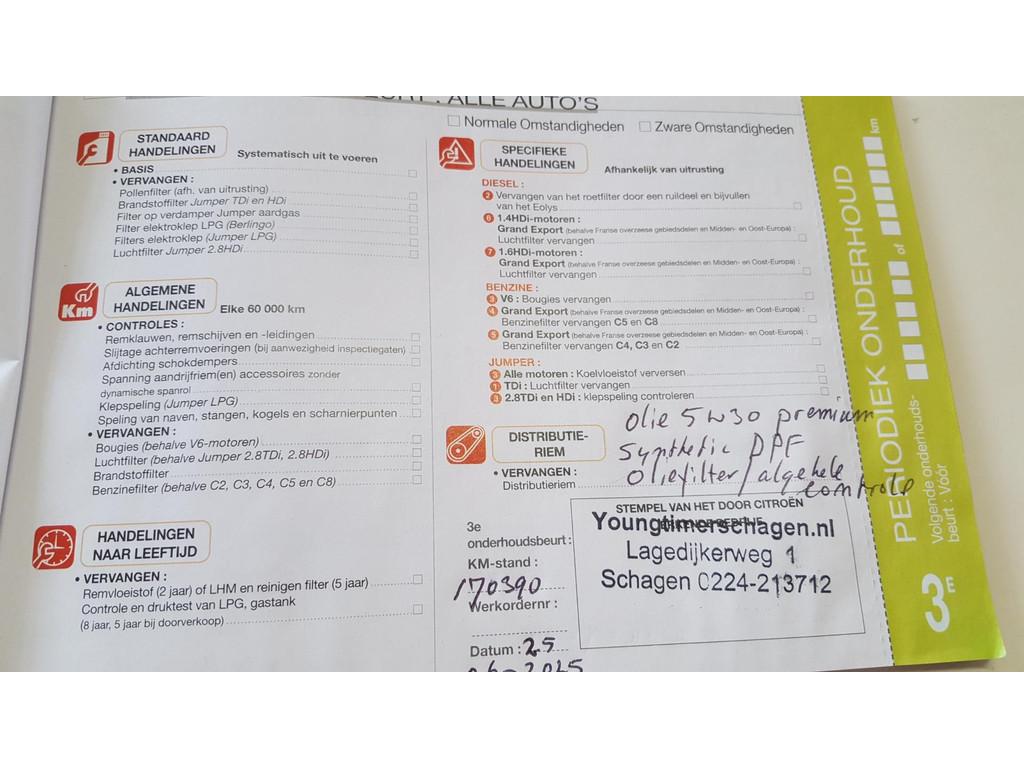 : ALLE AUTO'S
Normale Omstandigheden Zware Omstandigheden
STANDAARD
HANDELINGEN
Systematisch uit te voeren
• BASIS
• VERVANGEN :
Pollenfilter (afh. van uitrusting)
Brandstoffilter Jumper TDi en HDi
Filter op verdamper Jumper aardgas
Filter elektroklep LPG (Berlingo)
Filters elektroklep (Jumper LPG)
Luchtfilter Jumper 2.8HDi
Km
ALGEMENE
HANDELINGEN
Elke 60 000 km
• CONTROLES :
Remklauwen, remschijven en -leidingen
Slijtage achterremvoeringen (bij aanwezigheid inspectiegaten)
Afdichting schokdempers
Spanning aandrijfriem(en) accessoires zonder
dynamische spanrol
Klepspeling (Jumper LPG)
Speling van naven, stangen, kogels en scharnierpunten
• VERVANGEN :
Bougies (behalve V6-motoren)
Luchtfilter (behalve Jumper 2.8TDi, 2.8HDi)
Brandstoffilter
Benzinefilter (behalve C2, C3, C4, C5 en C8)
HANDELINGEN
NAAR LEEFTIJD
• VERVANGEN :
Remvloeistof (2 jaar) of LHM en reinigen filter (5 jaar)
Controle en druktest van LPG, gastank
(8 jaar, 5 jaar bij doorverkoop)
SPECIFIEKE
HANDELINGEN
Afhankelijk van uitrusting
DIESEL :
2 Vervangen van het roetfilter door een ruildeel en bijvullen
van het Eolys
6 1.4HDi-motoren :
Grand Export (behalve Franse overzeese gebiedsdelen en Midden- en Oost-Europa) :
Luchtfilter vervangen
7 1.6HDi-motoren :
Grand Export (behalve Franse overzeese gebiedsdelen en Midden- en Oost-Europa) :
Luchtfilter vervangen
BENZINE :
3 V6 : Bougies vervangen
4 Grand Export (behalve Franse overzeese gebiedsdelen en Midden- en Oost-Europa) :
Benzinefilter vervangen C5 en C8
5 Grand Export (behalve Franse overzeese gebiedsdelen en Midden- en Oost-Europa) :
Benzinefilter vervangen C4, C3 en C2
JUMPER :
3 Alle motoren : Koelvloeistof verversen
1 TDi : Luchtfilter vervangen
3 2.8TDi en HDi : klepspeling controleren
DISTRIBUTIE-
RIEM
• VERVANGEN :
Distributieriem
olie 5W30 premium
Synthetic DPF
Oliefilter/algehele
controle
3e
onderhoudsbeurt :
KM-stand :
170390
Werkordernr :
Datum : 25
STEMPEL VAN HET DOOR CITROËN
Youngtimerschagen.nl
Lagedijkerweg 1
Schagen 0224-213712
PERIODIEK ONDERHOUD
Volgende onderhouds-
beurt : Vóór
of
km
3E